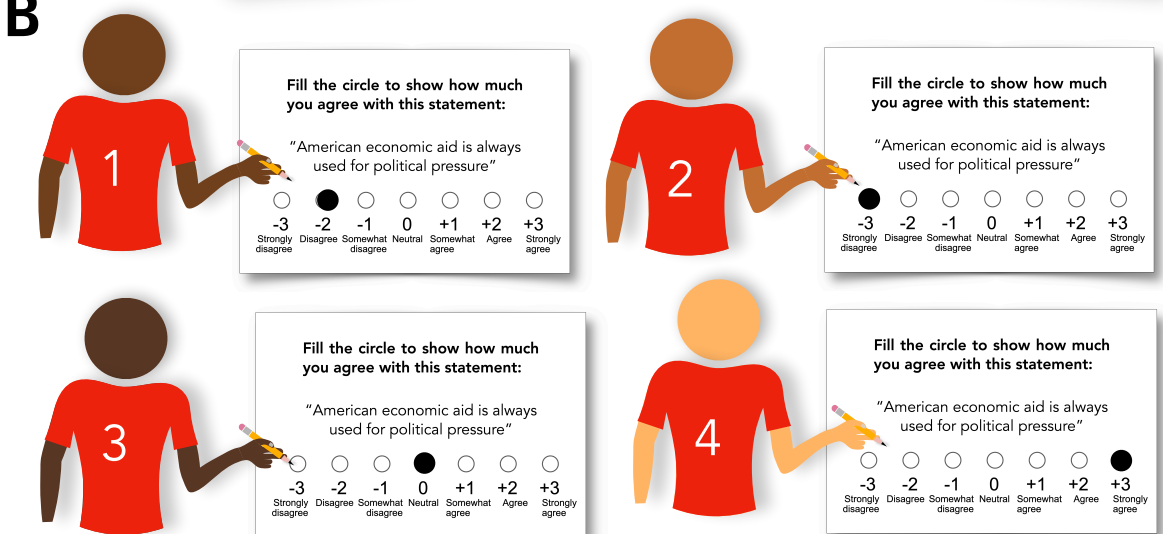 B
1
Fill the circle to show how much
you agree with this statement:
“American economic aid is always
used for political pressure”
-3 -2 -1 0 +1 +2 +3
Strongly disagree Disagree Somewhat disagree Neutral Somewhat agree Agree Strongly agree
2
Fill the circle to show how much
you agree with this statement:
“American economic aid is always
used for political pressure”
-3 -2 -1 0 +1 +2 +3
Strongly disagree Disagree Somewhat disagree Neutral Somewhat agree Agree Strongly agree
3
Fill the circle to show how much
you agree with this statement:
“American economic aid is always
used for political pressure”
-3 -2 -1 0 +1 +2 +3
Strongly disagree Disagree Somewhat disagree Neutral Somewhat agree Agree Strongly agree
4
Fill the circle to show how much
you agree with this statement:
“American economic aid is always
used for political pressure”
-3 -2 -1 0 +1 +2 +3
Strongly disagree Disagree Somewhat disagree Neutral Somewhat agree Agree Strongly agree